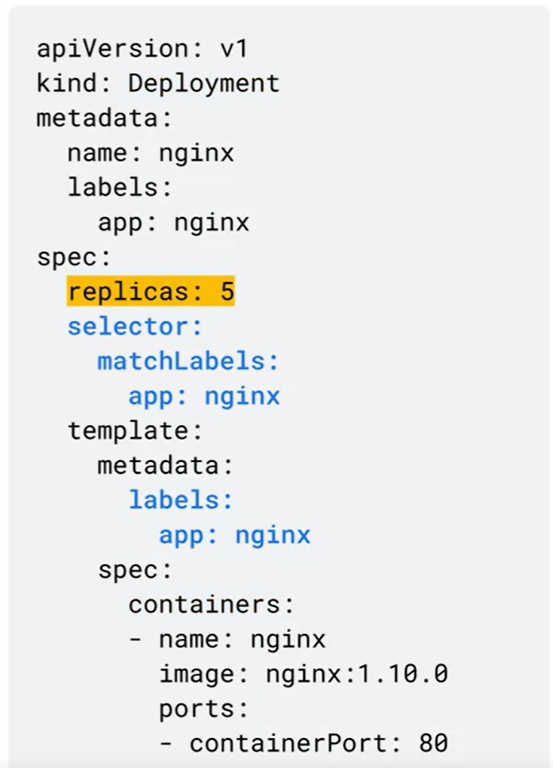 apiVersion: v1
kind: Deployment
metadata:
  name: nginx
  labels:
    app: nginx
spec:
  replicas: 5
  selector:
    matchLabels:
      app: nginx
  template:
    metadata:
      labels:
        app: nginx
    spec:
      containers:
      - name: nginx
        image: nginx:1.10.0
        ports:
        - containerPort: 80